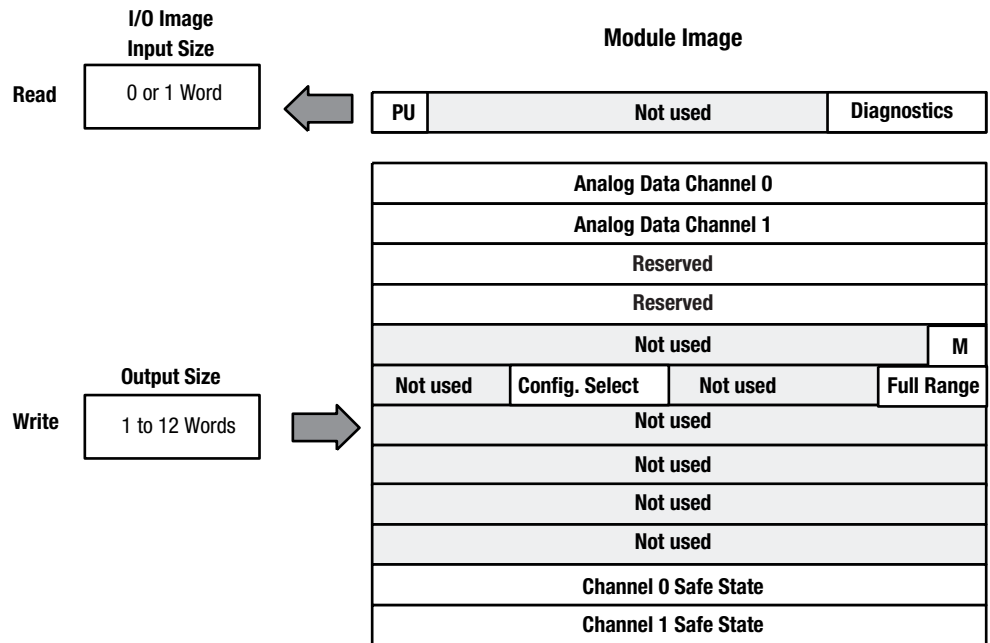 I/O Image
Input Size
Module Image
Read
0 or 1 Word
PU
Not used
Diagnostics
Analog Data Channel 0
Analog Data Channel 1
Reserved
Reserved
Not used
M
Output Size
Not used
Config. Select
Not used
Full Range
Write
1 to 12 Words
Not used
Not used
Not used
Not used
Channel 0 Safe State
Channel 1 Safe State